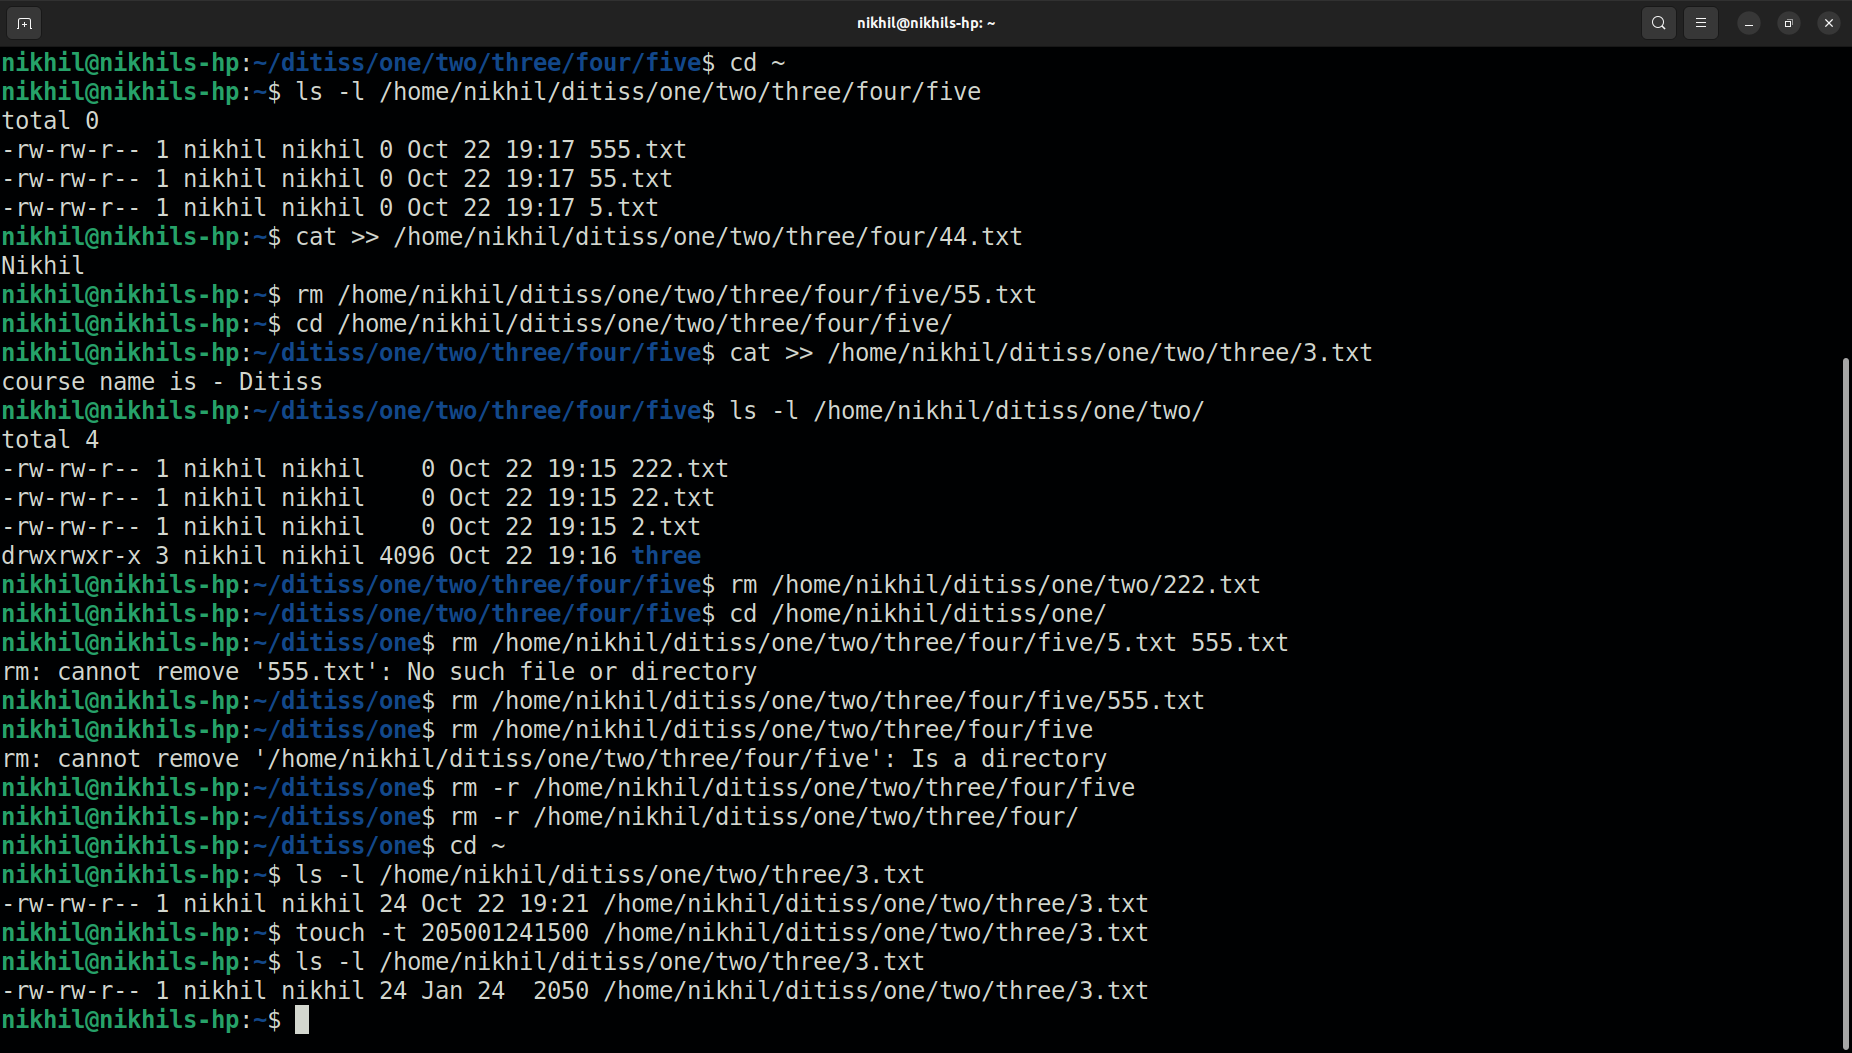 nikhil@nikhils-hp: ~
nikhil@nikhils-hp:~/ditiss/one/two/three/four/five$ cd ~
nikhil@nikhils-hp:~$ ls -l /home/nikhil/ditiss/one/two/three/four/five
total 0
-rw-rw-r-- 1 nikhil nikhil 0 Oct 22 19:17 555.txt
-rw-rw-r-- 1 nikhil nikhil 0 Oct 22 19:17 55.txt
-rw-rw-r-- 1 nikhil nikhil 0 Oct 22 19:17 5.txt
nikhil@nikhils-hp:~$ cat >> /home/nikhil/ditiss/one/two/three/four/44.txt
Nikhil
nikhil@nikhils-hp:~$ rm /home/nikhil/ditiss/one/two/three/four/five/55.txt
nikhil@nikhils-hp:~$ cd /home/nikhil/ditiss/one/two/three/four/five/
nikhil@nikhils-hp:~/ditiss/one/two/three/four/five$ cat >> /home/nikhil/ditiss/one/two/three/3.txt
course name is - Ditiss
nikhil@nikhils-hp:~/ditiss/one/two/three/four/five$ ls -l /home/nikhil/ditiss/one/two/
total 4
-rw-rw-r-- 1 nikhil nikhil    0 Oct 22 19:15 222.txt
-rw-rw-r-- 1 nikhil nikhil    0 Oct 22 19:15 22.txt
-rw-rw-r-- 1 nikhil nikhil    0 Oct 22 19:15 2.txt
drwxrwxr-x 3 nikhil nikhil 4096 Oct 22 19:16 three
nikhil@nikhils-hp:~/ditiss/one/two/three/four/five$ rm /home/nikhil/ditiss/one/two/222.txt
nikhil@nikhils-hp:~/ditiss/one/two/three/four/five$ cd /home/nikhil/ditiss/one/
nikhil@nikhils-hp:~/ditiss/one$ rm /home/nikhil/ditiss/one/two/three/four/five/5.txt 555.txt
rm: cannot remove '555.txt': No such file or directory
nikhil@nikhils-hp:~/ditiss/one$ rm /home/nikhil/ditiss/one/two/three/four/five/555.txt
nikhil@nikhils-hp:~/ditiss/one$ rm /home/nikhil/ditiss/one/two/three/four/five
rm: cannot remove '/home/nikhil/ditiss/one/two/three/four/five': Is a directory
nikhil@nikhils-hp:~/ditiss/one$ rm -r /home/nikhil/ditiss/one/two/three/four/five
nikhil@nikhils-hp:~/ditiss/one$ rm -r /home/nikhil/ditiss/one/two/three/four/
nikhil@nikhils-hp:~/ditiss/one$ cd ~
nikhil@nikhils-hp:~$ ls -l /home/nikhil/ditiss/one/two/three/3.txt
-rw-rw-r-- 1 nikhil nikhil 24 Oct 22 19:21 /home/nikhil/ditiss/one/two/three/3.txt
nikhil@nikhils-hp:~$ touch -t 205001241500 /home/nikhil/ditiss/one/two/three/3.txt
nikhil@nikhils-hp:~$ ls -l /home/nikhil/ditiss/one/two/three/3.txt
-rw-rw-r-- 1 nikhil nikhil 24 Jan 24  2050 /home/nikhil/ditiss/one/two/three/3.txt
nikhil@nikhils-hp:~$